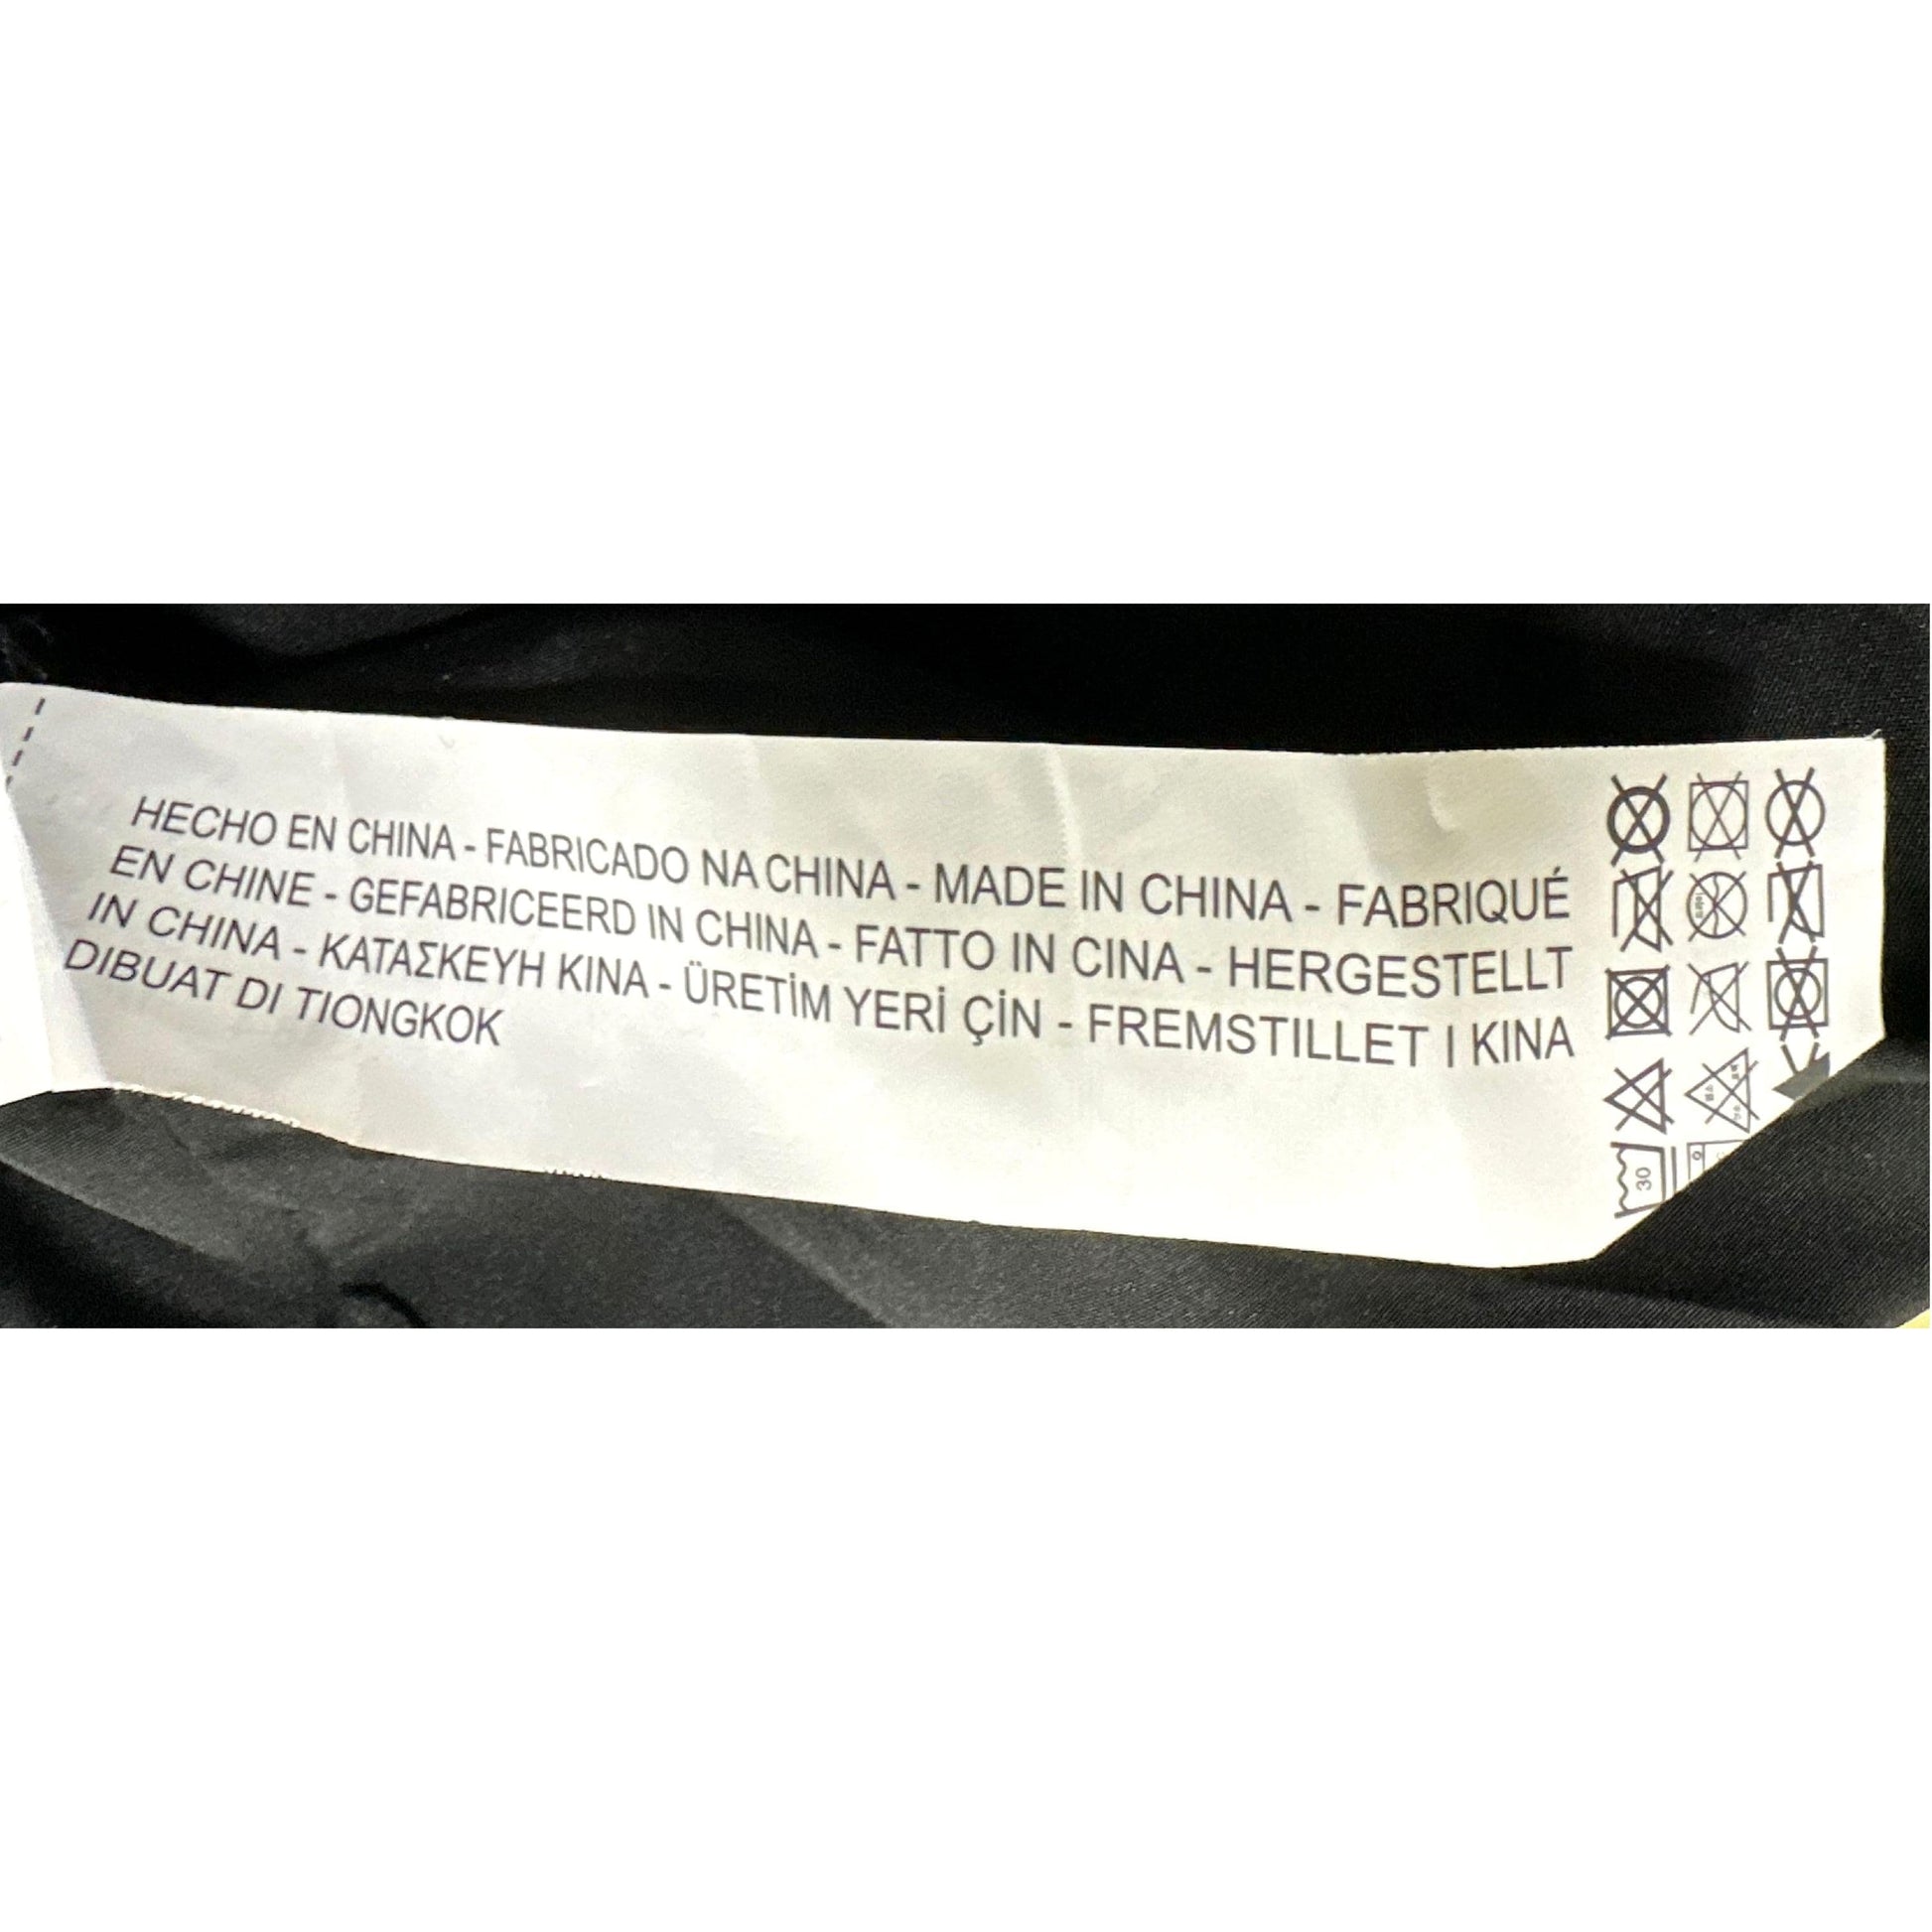 HECHO EN CHINA - FABRICADO NA CHINA - MADE IN CHINA - FABRIQUÉ
EN CHINE - GEFABRICEERD IN CHINA - FATTO IN CINA - HERGESTELLT
IN CHINA - ΚΑΤΑΣΚΕΥΗ ΚΙΝΑ - ÜRETİM YERİ ÇİN - FREMSTILLET I KINA
DIBUAT DI TIONGKOK
30